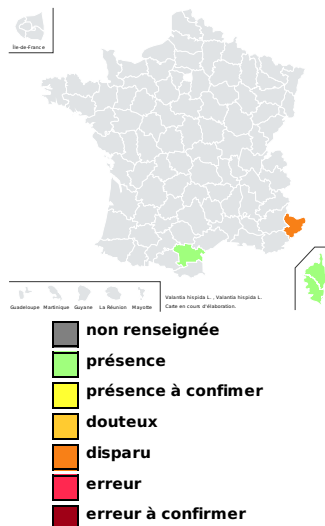 Île-de-France
Guadeloupe Martinique Guyane La Réunion Mayotte
Valantia hispida L. , Valantia hispida L.
Carte en cours d'élaboration.
non renseignée
présence
présence à confimer
douteux
disparu
erreur
erreur à confirmer